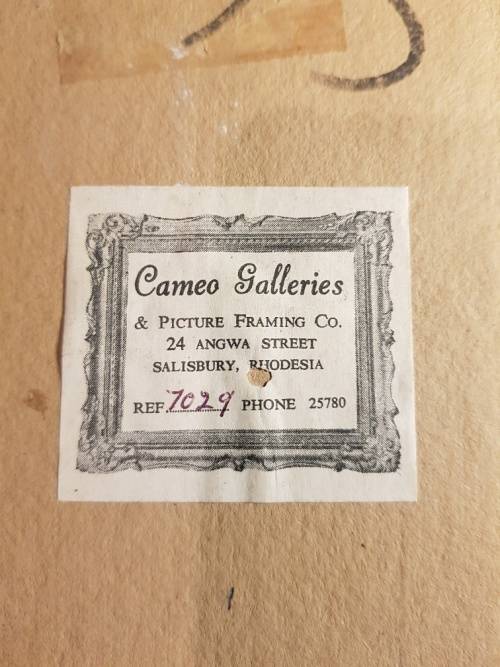 Cameo Galleries
& PICTURE FRAMING CO.
24 ANGWA STREET
SALISBURY, RHODESIA
REF. 7029 PHONE 25780